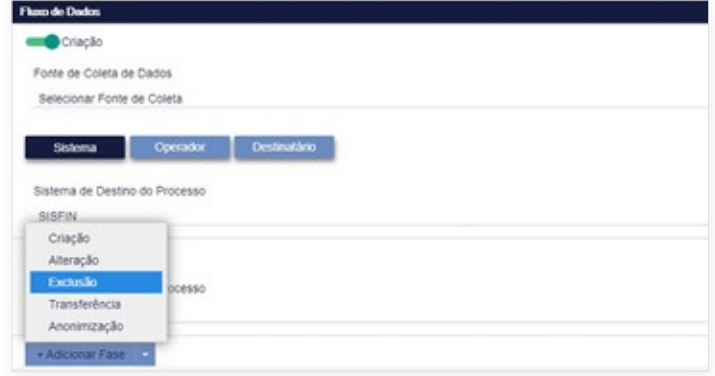 Fluxo de Dados
Criação
Fonte de Coleta de Dados
Selecionar Fonte de Coleta
Sistema Operador Destinatário
Sistema de Destino do Processo
SISFIN
Criação
Alteração
Exclusão
ocesso
Transferência
Anonimização
+ Adicionar Fase